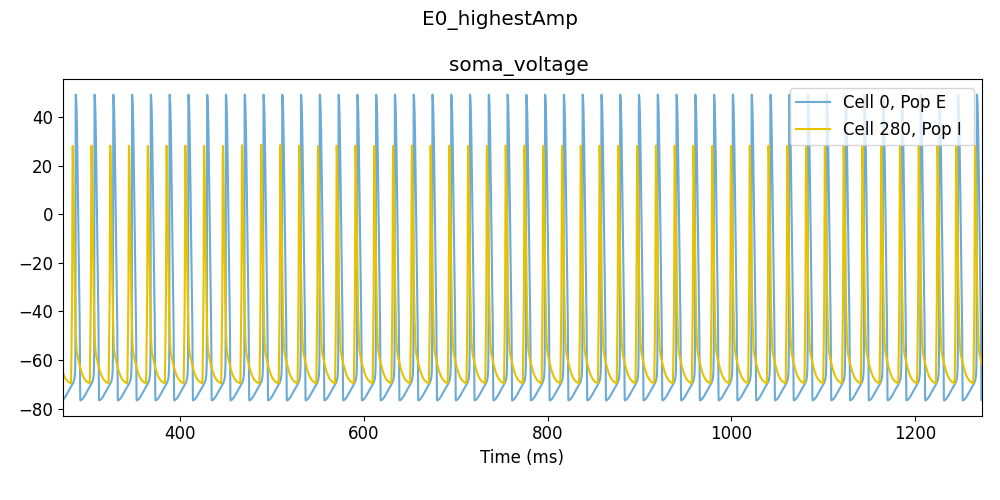 E0_highestAmp
soma_voltage
Cell 0, Pop E
Cell 280, Pop I
40
20
0
−20
−40
−60
−80
400 600 800 1000 1200
Time (ms)